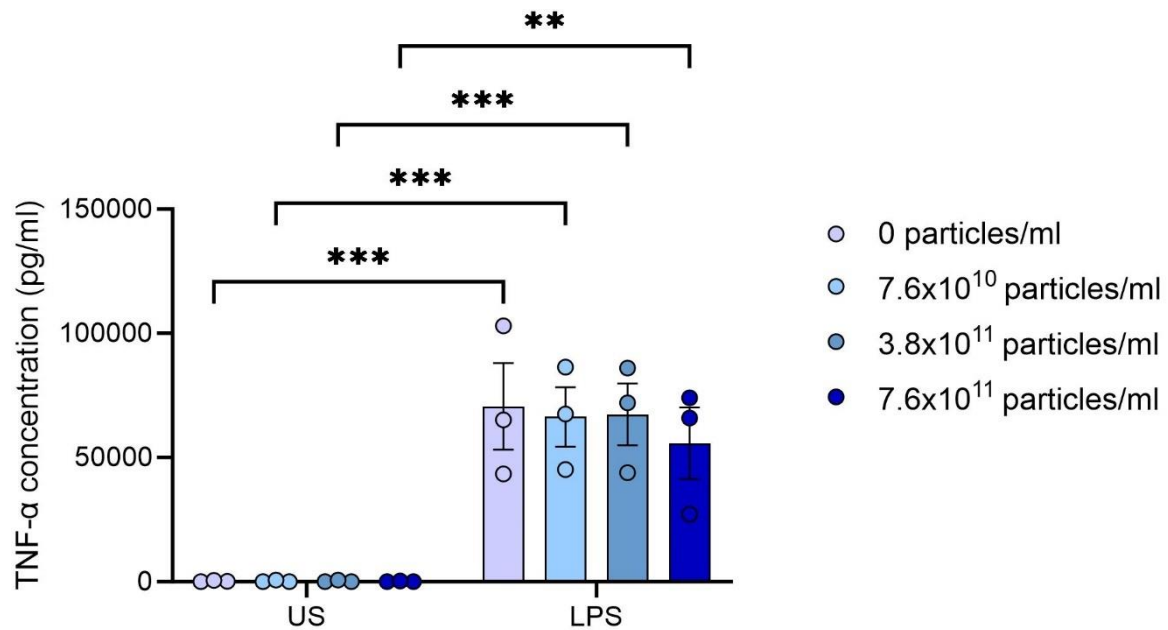 **
***
***
***
TNF-α concentration (pg/ml)
150000
100000
50000
0
US
LPS
0 particles/ml
7.6x10¹⁰ particles/ml
3.8x10¹¹ particles/ml
7.6x10¹¹ particles/ml